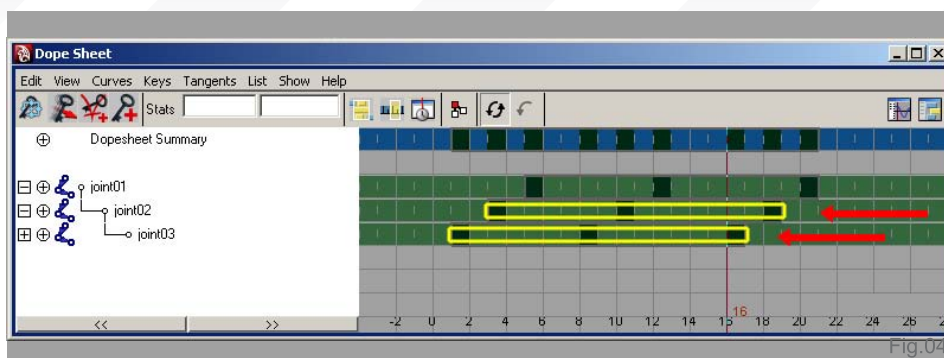 Dope Sheet
Edit View Curves Keys Tangents List Show Help
Stats
Dopesheet Summary
joint01
joint02
joint03
16
<< >> -2 0 2 4 6 8 10 12 14 16 18 20 22 24 26
Fig.04